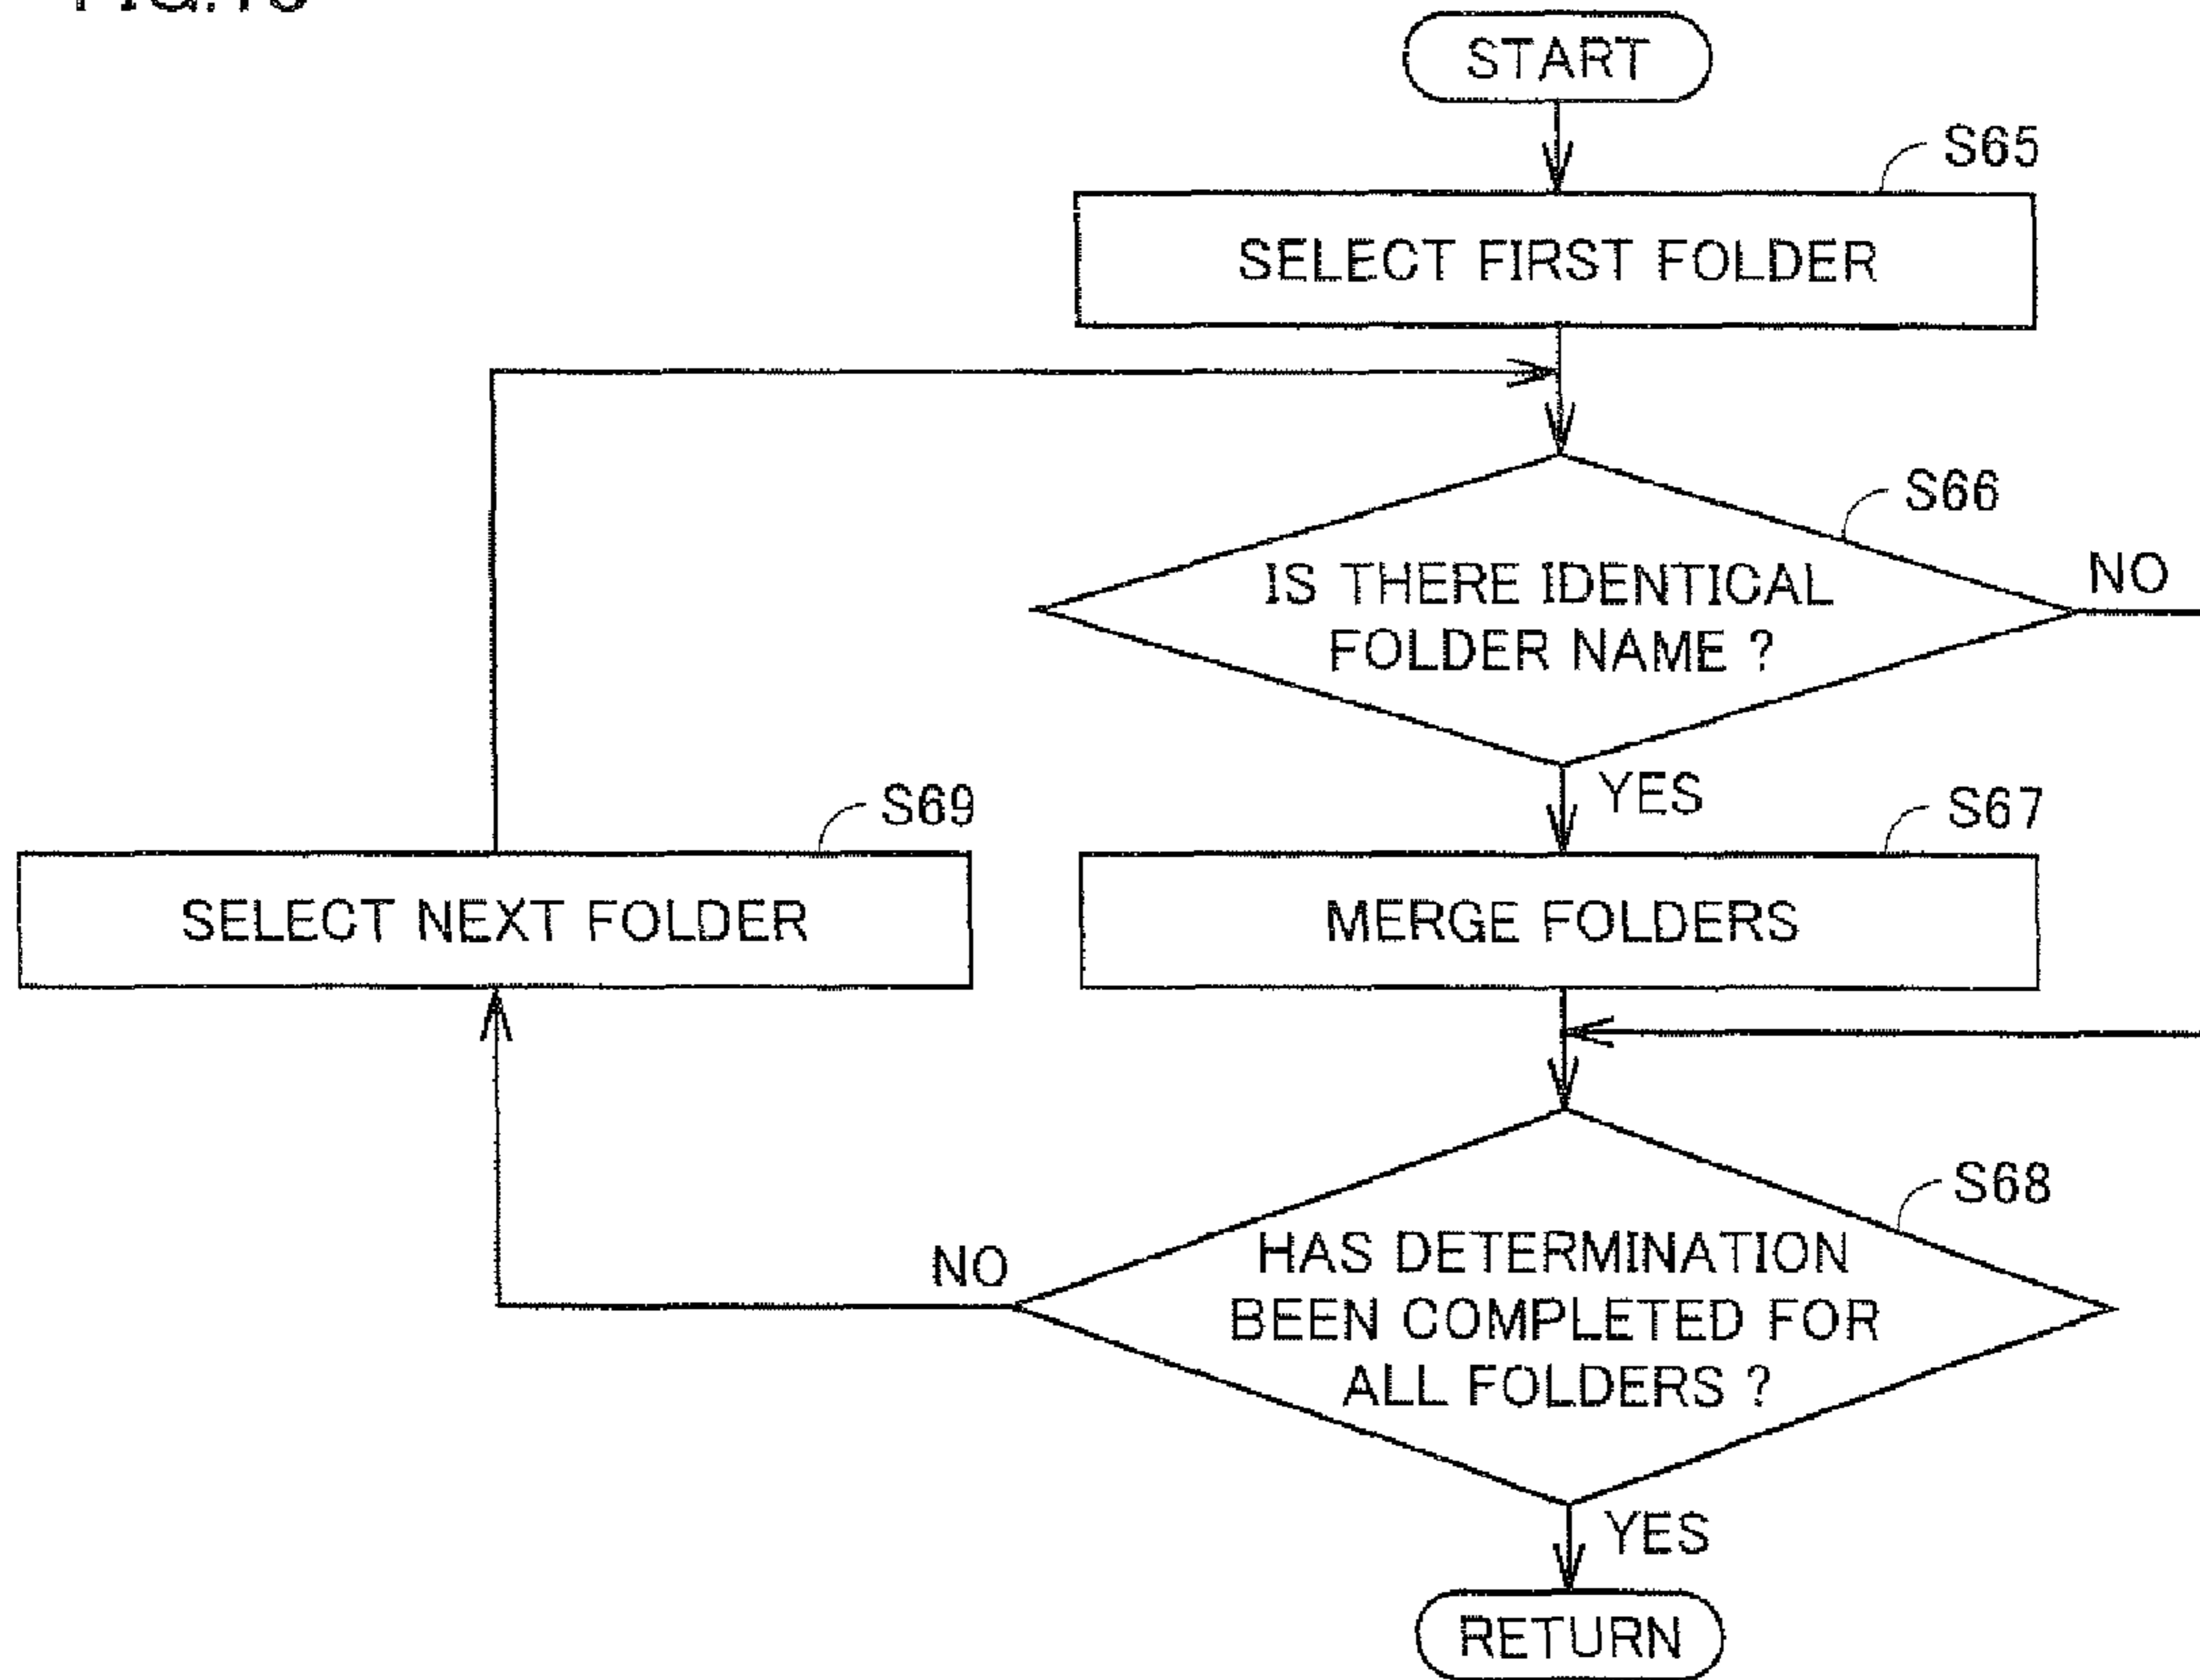 START
S65
SELECT FIRST FOLDER
S66
IS THERE IDENTICAL
FOLDER NAME ?
NO
YES
S69
S67
SELECT NEXT FOLDER
MERGE FOLDERS
S68
HAS DETERMINATION
BEEN COMPLETED FOR
ALL FOLDERS ?
NO
YES
RETURN